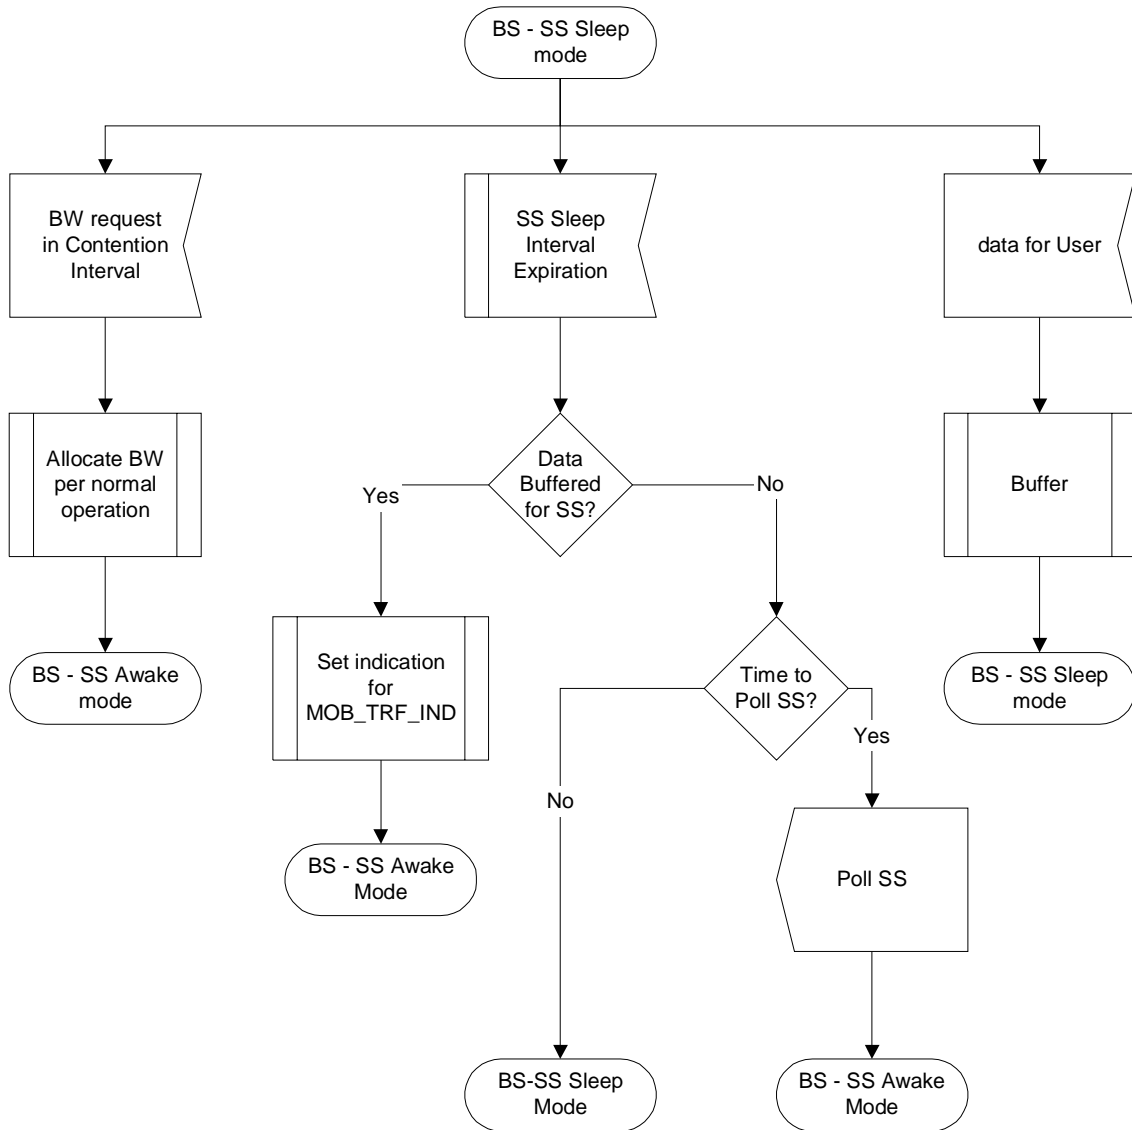 BS - SS Sleep
mode
BW request
in Contention
Interval
SS Sleep
Interval
Expiration
data for User
Allocate BW
per normal
operation
Data
Buffered
for SS?
Buffer
Yes
No
Set indication
for
MOB_TRF_IND
Time to
Poll SS?
BS - SS Awake
mode
BS - SS Sleep
mode
Yes
No
BS - SS Awake
Mode
Poll SS
BS-SS Sleep
Mode
BS - SS Awake
Mode